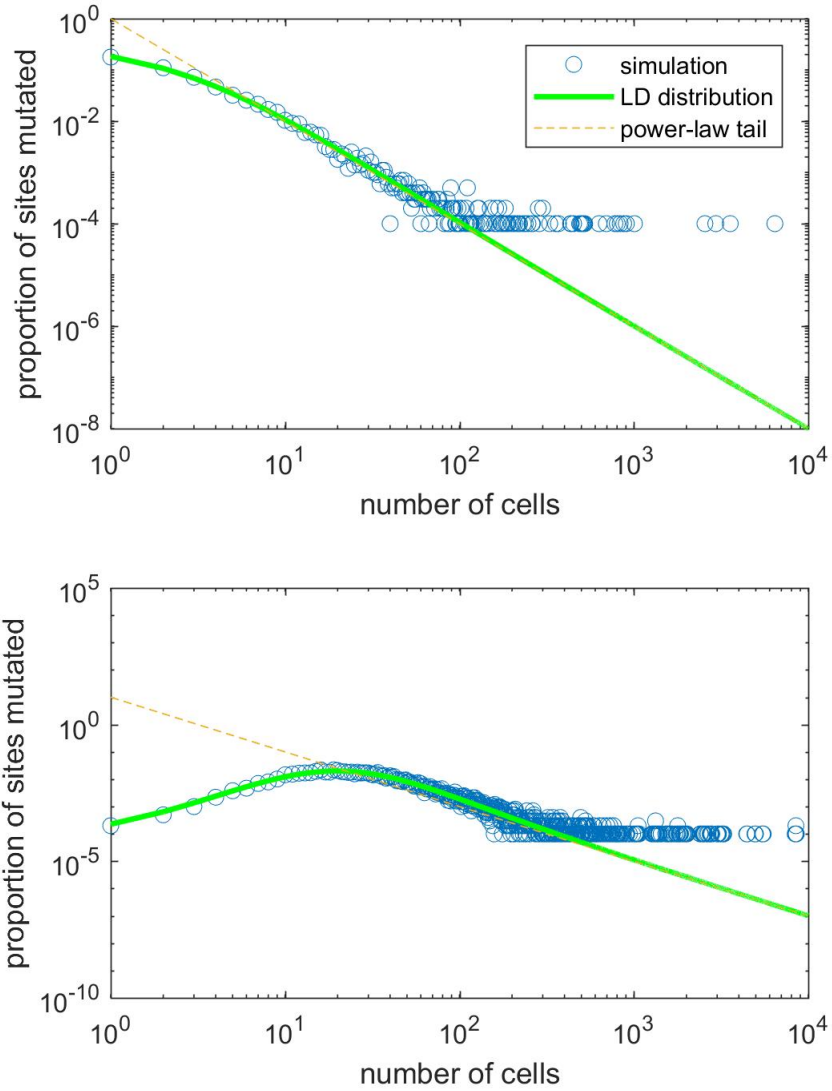 10^0
10^-2
10^-4
10^-6
10^-8
proportion of sites mutated
simulation
LD distribution
power-law tail
10^0 10^1 10^2 10^3 10^4
number of cells
10^5
10^0
10^-5
10^-10
proportion of sites mutated
10^0 10^1 10^2 10^3 10^4
number of cells